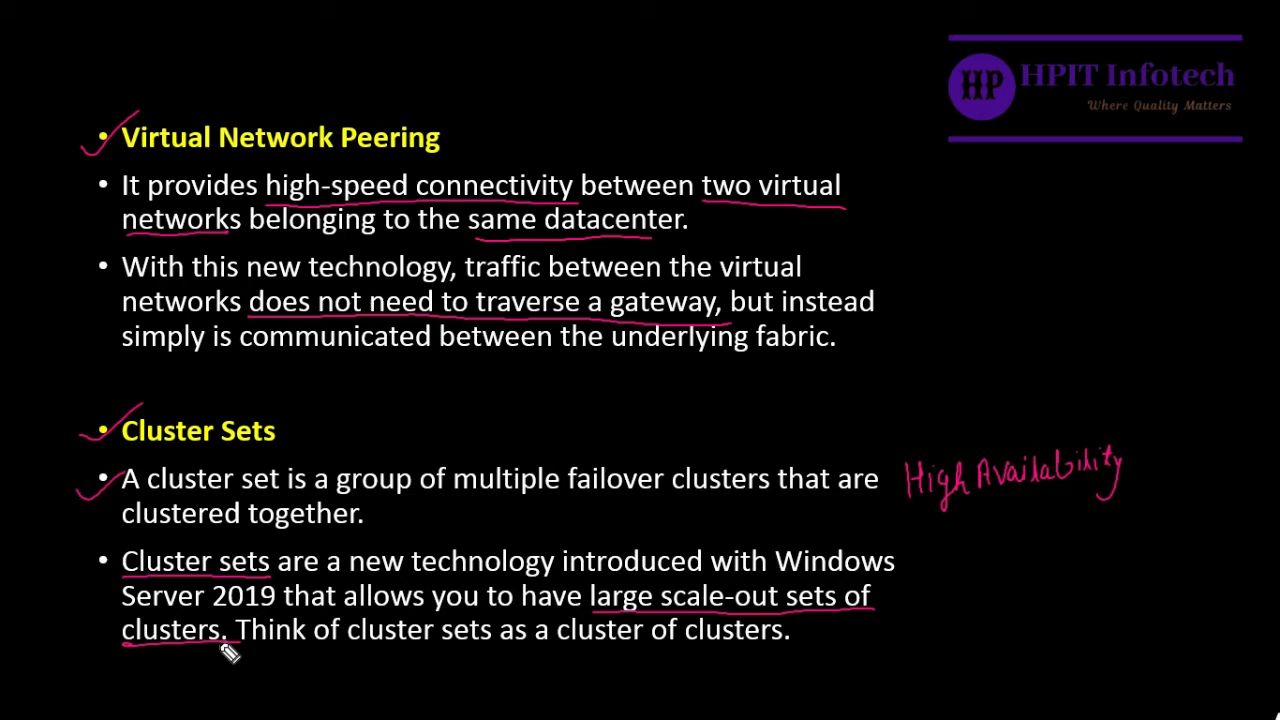 HP HPIT Infotech
Where Quality Matters
• Virtual Network Peering
• It provides high-speed connectivity between two virtual
networks belonging to the same datacenter.
• With this new technology, traffic between the virtual
networks does not need to traverse a gateway, but instead
simply is communicated between the underlying fabric.
• Cluster Sets
• A cluster set is a group of multiple failover clusters that are
clustered together.
High Availability
• Cluster sets are a new technology introduced with Windows
Server 2019 that allows you to have large scale-out sets of
clusters. Think of cluster sets as a cluster of clusters.